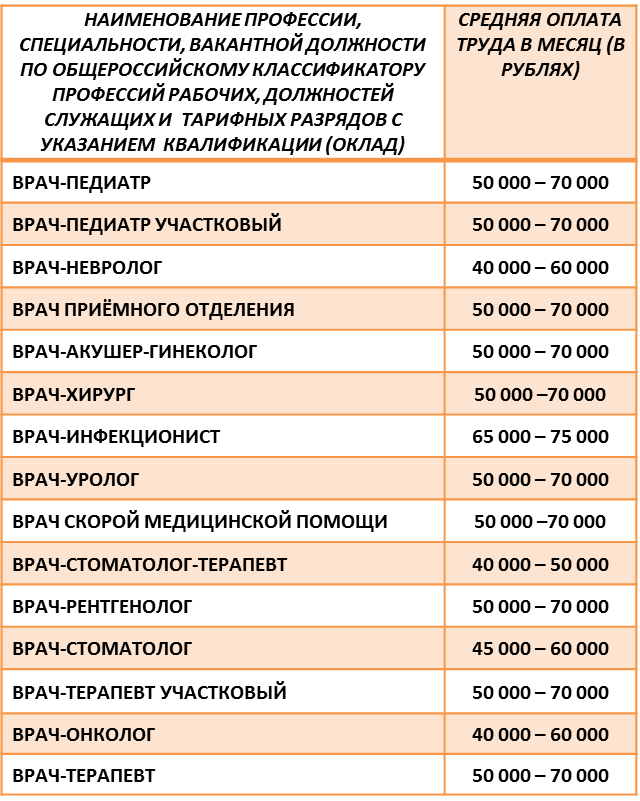 НАИМЕНОВАНИЕ ПРОФЕССИИ,
СПЕЦИАЛЬНОСТИ, ВАКАНТНОЙ ДОЛЖНОСТИ
ПО ОБЩЕРОССИЙСКОМУ КЛАССИФИКАТОРУ
ПРОФЕССИЙ РАБОЧИХ, ДОЛЖНОСТЕЙ
СЛУЖАЩИХ И ТАРИФНЫХ РАЗРЯДОВ С
УКАЗАНИЕМ КВАЛИФИКАЦИИ (ОКЛАД)
СРЕДНЯЯ ОПЛАТА
ТРУДА В МЕСЯЦ (В
РУБЛЯХ)
ВРАЧ-ПЕДИАТР 50 000 – 70 000
ВРАЧ-ПЕДИАТР УЧАСТКОВЫЙ 50 000 – 70 000
ВРАЧ-НЕВРОЛОГ 40 000 – 60 000
ВРАЧ ПРИЁМНОГО ОТДЕЛЕНИЯ 50 000 – 70 000
ВРАЧ-АКУШЕР-ГИНЕКОЛОГ 50 000 – 70 000
ВРАЧ-ХИРУРГ 50 000 –70 000
ВРАЧ-ИНФЕКЦИОНИСТ 65 000 – 75 000
ВРАЧ-УРОЛОГ 50 000 – 70 000
ВРАЧ СКОРОЙ МЕДИЦИНСКОЙ ПОМОЩИ 50 000 –70 000
ВРАЧ-СТОМАТОЛОГ-ТЕРАПЕВТ 40 000 – 50 000
ВРАЧ-РЕНТГЕНОЛОГ 50 000 – 70 000
ВРАЧ-СТОМАТОЛОГ 45 000 – 60 000
ВРАЧ-ТЕРАПЕВТ УЧАСТКОВЫЙ 50 000 – 70 000
ВРАЧ-ОНКОЛОГ 40 000 – 60 000
ВРАЧ-ТЕРАПЕВТ 50 000 – 70 000